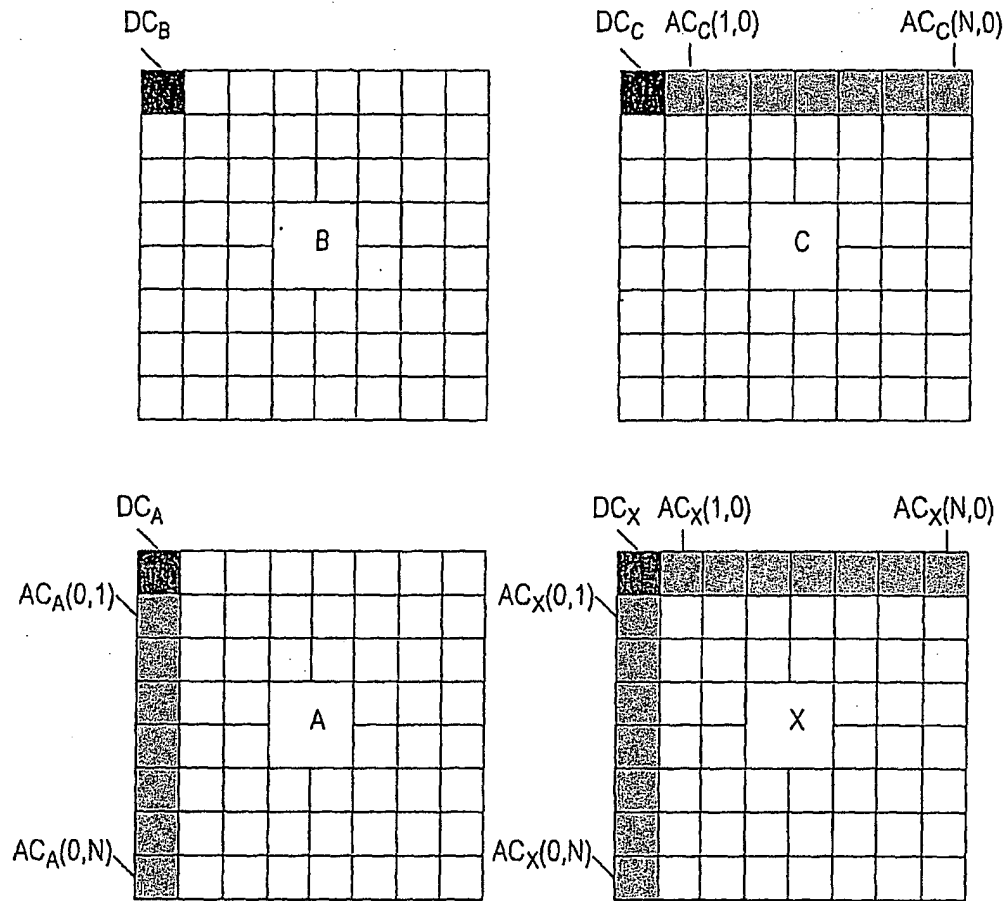 DC_B DC_C AC_C(1,0) AC_C(N,0)
B C
DC_A DC_X AC_X(1,0) AC_X(N,0)
AC_A(0,1) AC_X(0,1)
A X
AC_A(0,N) AC_X(0,N)